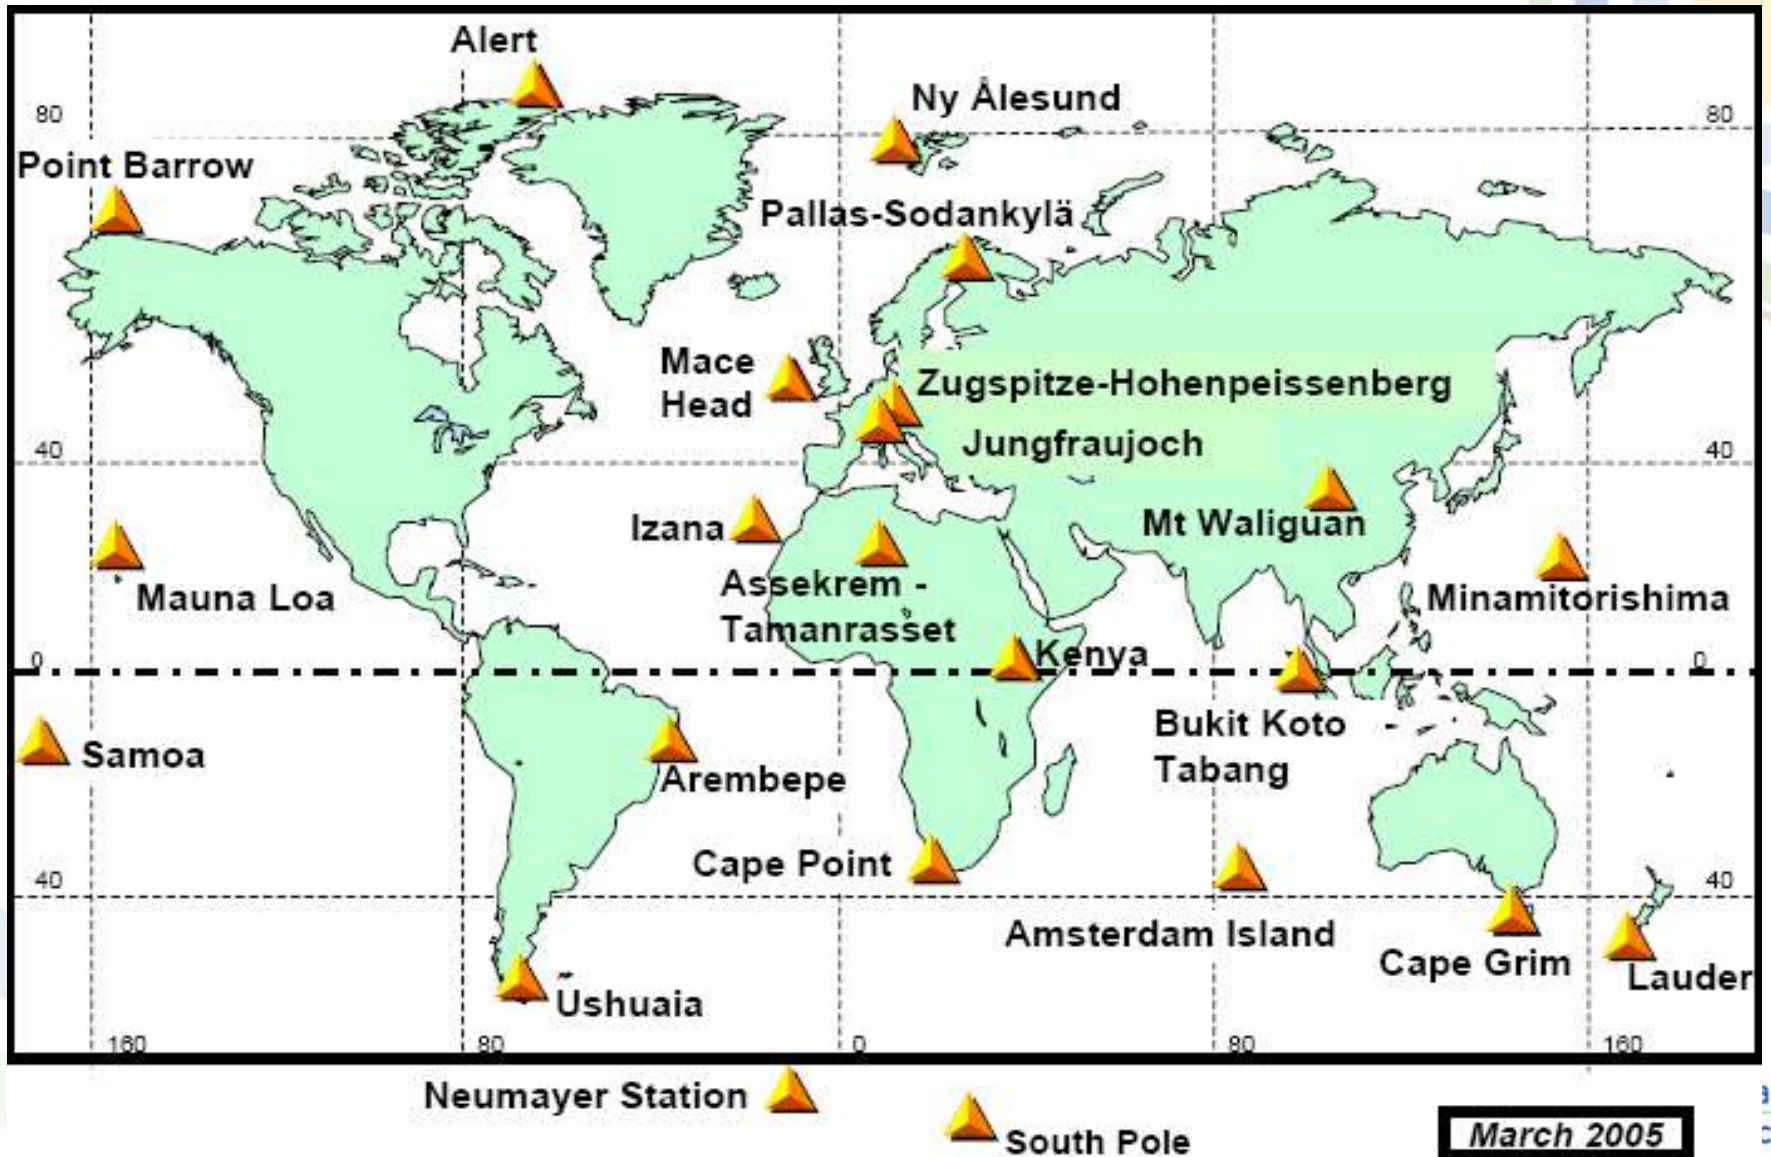 Alert
Ny Ålesund
80
80
Point Barrow
Pallas-Sodankylä
Mace
Head
Zugspitze-Hohenpeissenberg
Jungfraujoch
40
40
Izana
Mt Waliguan
Mauna Loa
Assekrem -
Tamanrasset
Minamitorishima
Kenya
0
0
Samoa
Arembepe
Bukit Koto
Tabang
Cape Point
40
40
Amsterdam Island
Cape Grim
Lauder
Ushuaia
160
80
0
80
160
Neumayer Station
South Pole
March 2005